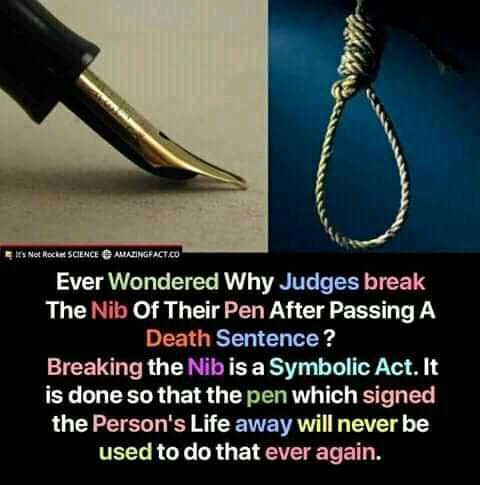 It's Not Rocket SCIENCE AMAZINGFACT.CO
Ever Wondered Why Judges break
The Nib Of Their Pen After Passing A
Death Sentence ?
Breaking the Nib is a Symbolic Act. It
is done so that the pen which signed
the Person's Life away will never be
used to do that ever again.